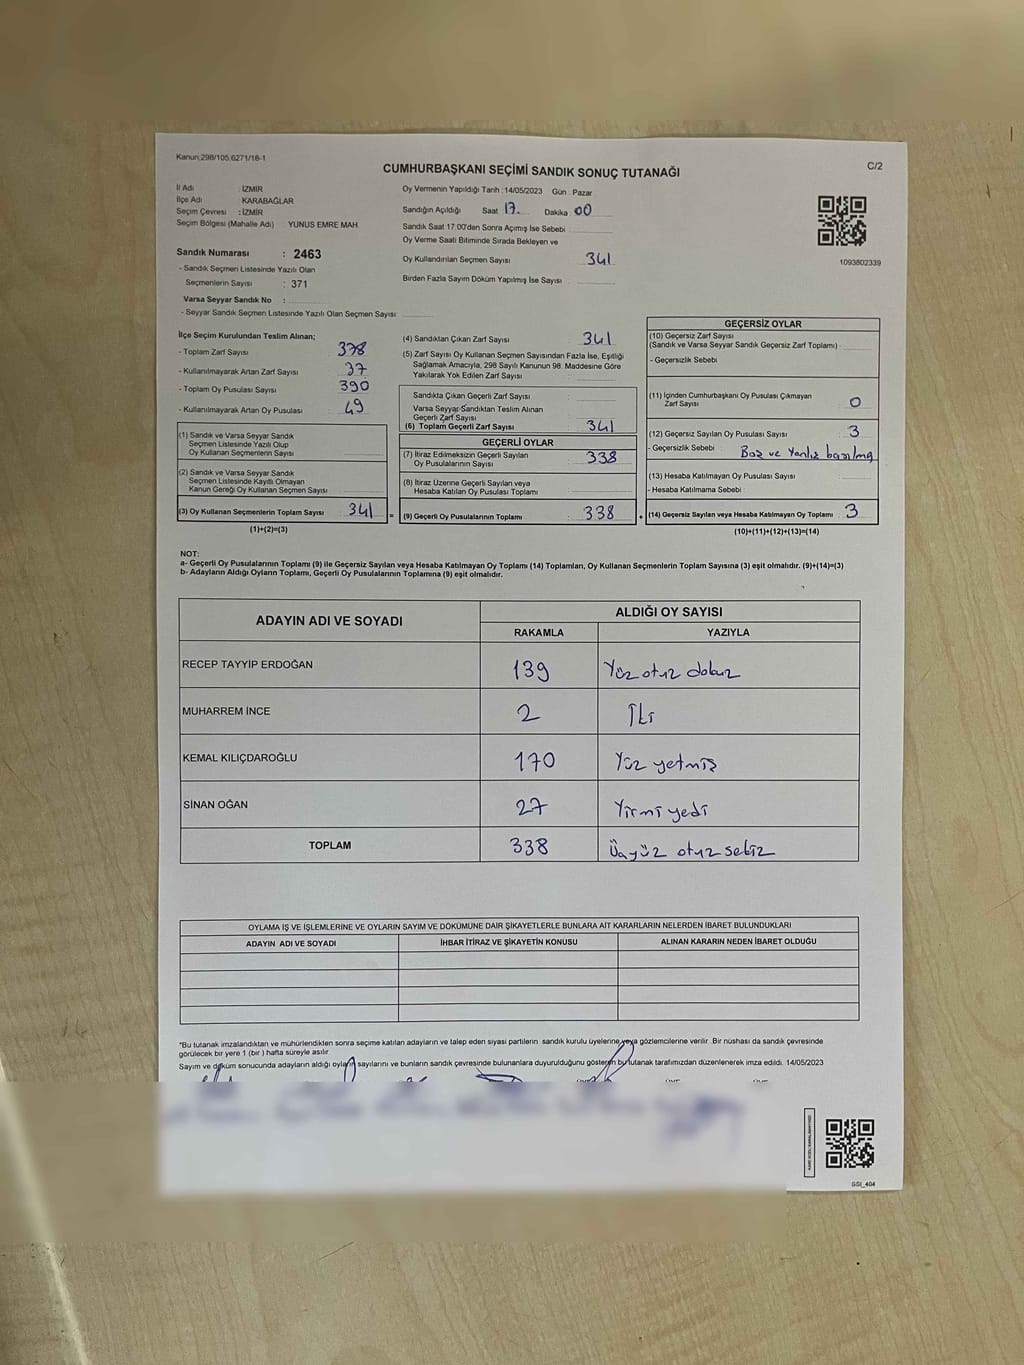 Kanun:298/105,6271/18-1
C/2
CUMHURBAŞKANI SEÇİMİ SANDIK SONUÇ TUTANAĞI
İl Adı : İZMİR
İlçe Adı : KARABAĞLAR
Seçim Çevresi : İZMİR
Seçim Bölgesi (Mahalle Adı) YUNUS EMRE MAH
Sandık Numarası : 2463
- Sandık Seçmen Listesinde Yazılı Olan
Seçmenlerin Sayısı : 371
Varsa Seyyar Sandık No :
- Seyyar Sandık Seçmen Listesinde Yazılı Olan Seçmen Sayısı
Oy Vermenin Yapıldığı Tarih : 14/05/2023 Gün : Pazar
Sandığın Açıldığı Saat 17. Dakika : 00
Sandık Saat 17.00'den Sonra Açımış İse Sebebi
Oy Verme Saati Bitiminde Sırada Bekleyen ve
Oy Kullandırılan Seçmen Sayısı 341
Birden Fazla Sayım Döküm Yapılmış İse Sayısı
1093802339
İlçe Seçim Kurulundan Teslim Alınan;
- Toplam Zarf Sayısı 378
- Kullanılmayarak Artan Zarf Sayısı 37
- Toplam Oy Pusulası Sayısı 390
- Kullanılmayarak Artan Oy Pusulası 49
(1) Sandık ve Varsa Seyyar Sandık
Seçmen Listesinde Yazılı Olup
Oy Kullanan Seçmenlerin Sayısı
(2) Sandık ve Varsa Seyyar Sandık
Seçmen Listesinde Kayıtlı Olmayan
Kanun Gereği Oy Kullanan Seçmen Sayısı
(3) Oy Kullanan Seçmenlerin Toplam Sayısı 341 =
(1)+(2)=(3)
(4) Sandıktan Çıkan Zarf Sayısı 341
(5) Zarf Sayısı Oy Kullanan Seçmen Sayısından Fazla İse, Eşitliği
Sağlamak Amacıyla, 298 Sayılı Kanunun 98. Maddesine Göre
Yakılarak Yok Edilen Zarf Sayısı
Sandıkta Çıkan Geçerli Zarf Sayısı
Varsa Seyyar Sandıktan Teslim Alınan
Geçerli Zarf Sayısı
(6) Toplam Geçerli Zarf Sayısı 341
GEÇERLİ OYLAR
(7) İtiraz Edilmeksizin Geçerli Sayılan
Oy Pusulalarının Sayısı 338
(8) İtiraz Üzerine Geçerli Sayılan veya
Hesaba Katılan Oy Pusulası Toplamı
(9) Geçerli Oy Pusulalarının Toplamı 338 +
GEÇERSİZ OYLAR
(10) Geçersiz Zarf Sayısı
(Sandık ve Varsa Seyyar Sandık Geçersiz Zarf Toplamı)
- Geçersizlik Sebebi
(11) İçinden Cumhurbaşkanı Oy Pusulası Çıkmayan
Zarf Sayısı 0
(12) Geçersiz Sayılan Oy Pusulası Sayısı 3
- Geçersizlik Sebebi : Boş ve Yanlış basılmış
(13) Hesaba Katılmayan Oy Pusulası Sayısı
- Hesaba Katılmama Sebebi
(14) Geçersiz Sayılan veya Hesaba Katılmayan Oy Toplamı : 3
(10)+(11)+(12)+(13)=(14)
NOT:
a- Geçerli Oy Pusulalarının Toplamı (9) ile Geçersiz Sayılan veya Hesaba Katılmayan Oy Toplamı (14) Toplamları, Oy Kullanan Seçmenlerin Toplam Sayısına (3) eşit olmalıdır. (9)+(14)=(3)
b- Adayların Aldığı Oyların Toplamı, Geçerli Oy Pusulalarının Toplamına (9) eşit olmalıdır.
ADAYIN ADI VE SOYADI ALDIĞI OY SAYISI
RAKAMLA YAZIYLA
RECEP TAYYİP ERDOĞAN 139 Yüz otuz dokuz
MUHARREM İNCE 2 İki
KEMAL KILIÇDAROĞLU 170 Yüz yetmiş
SİNAN OĞAN 27 Yirmi yedi
TOPLAM 338 Üçyüz otuz sekiz
OYLAMA İŞ VE İŞLEMLERİNE VE OYLARIN SAYIM VE DÖKÜMÜNE DAİR ŞİKAYETLERLE BUNLARA AİT KARARLARIN NELERDEN İBARET BULUNDUKLARI
ADAYIN ADI VE SOYADI İHBAR İTİRAZ VE ŞİKAYETİN KONUSU ALINAN KARARIN NEDEN İBARET OLDUĞU
*Bu tutanak imzalandıktan ve mühürlendikten sonra seçime katılan adayların ve talep eden siyasi partilerin sandık kurulu üyelerine veya gözlemcilerine verilir. Bir nüshası da sandık çevresinde
görülecek bir yere 1 (bir ) hafta süreyle asılır
Sayım ve döküm sonucunda adayların aldığı oyların sayılarını ve bunların sandık çevresinde bulunanlara duyurulduğunu gösteren bu tutanak tarafımızdan düzenlenerek imza edildi. 14/05/2023
GSI_404